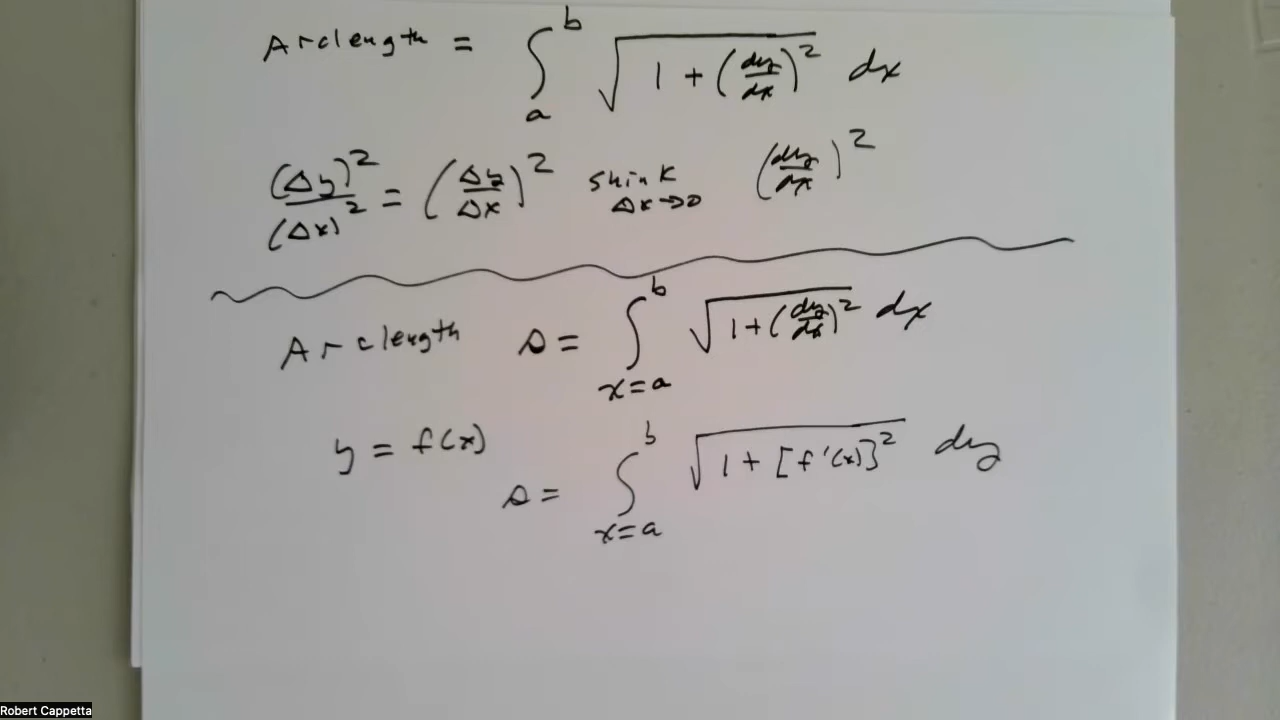 Arclength = ∫_a^b √(1 + (dy/dx)^2) dx
(Δy)^2/(Δx)^2 = (Δy/Δx)^2 shink Δx→0 (dy/dx)^2
Arclength s = ∫_{x=a}^b √(1+(dy/dx)^2) dx
y = f(x)
s = ∫_{x=a}^b √(1 + [f'(x)]^2) dy
Robert Cappetta